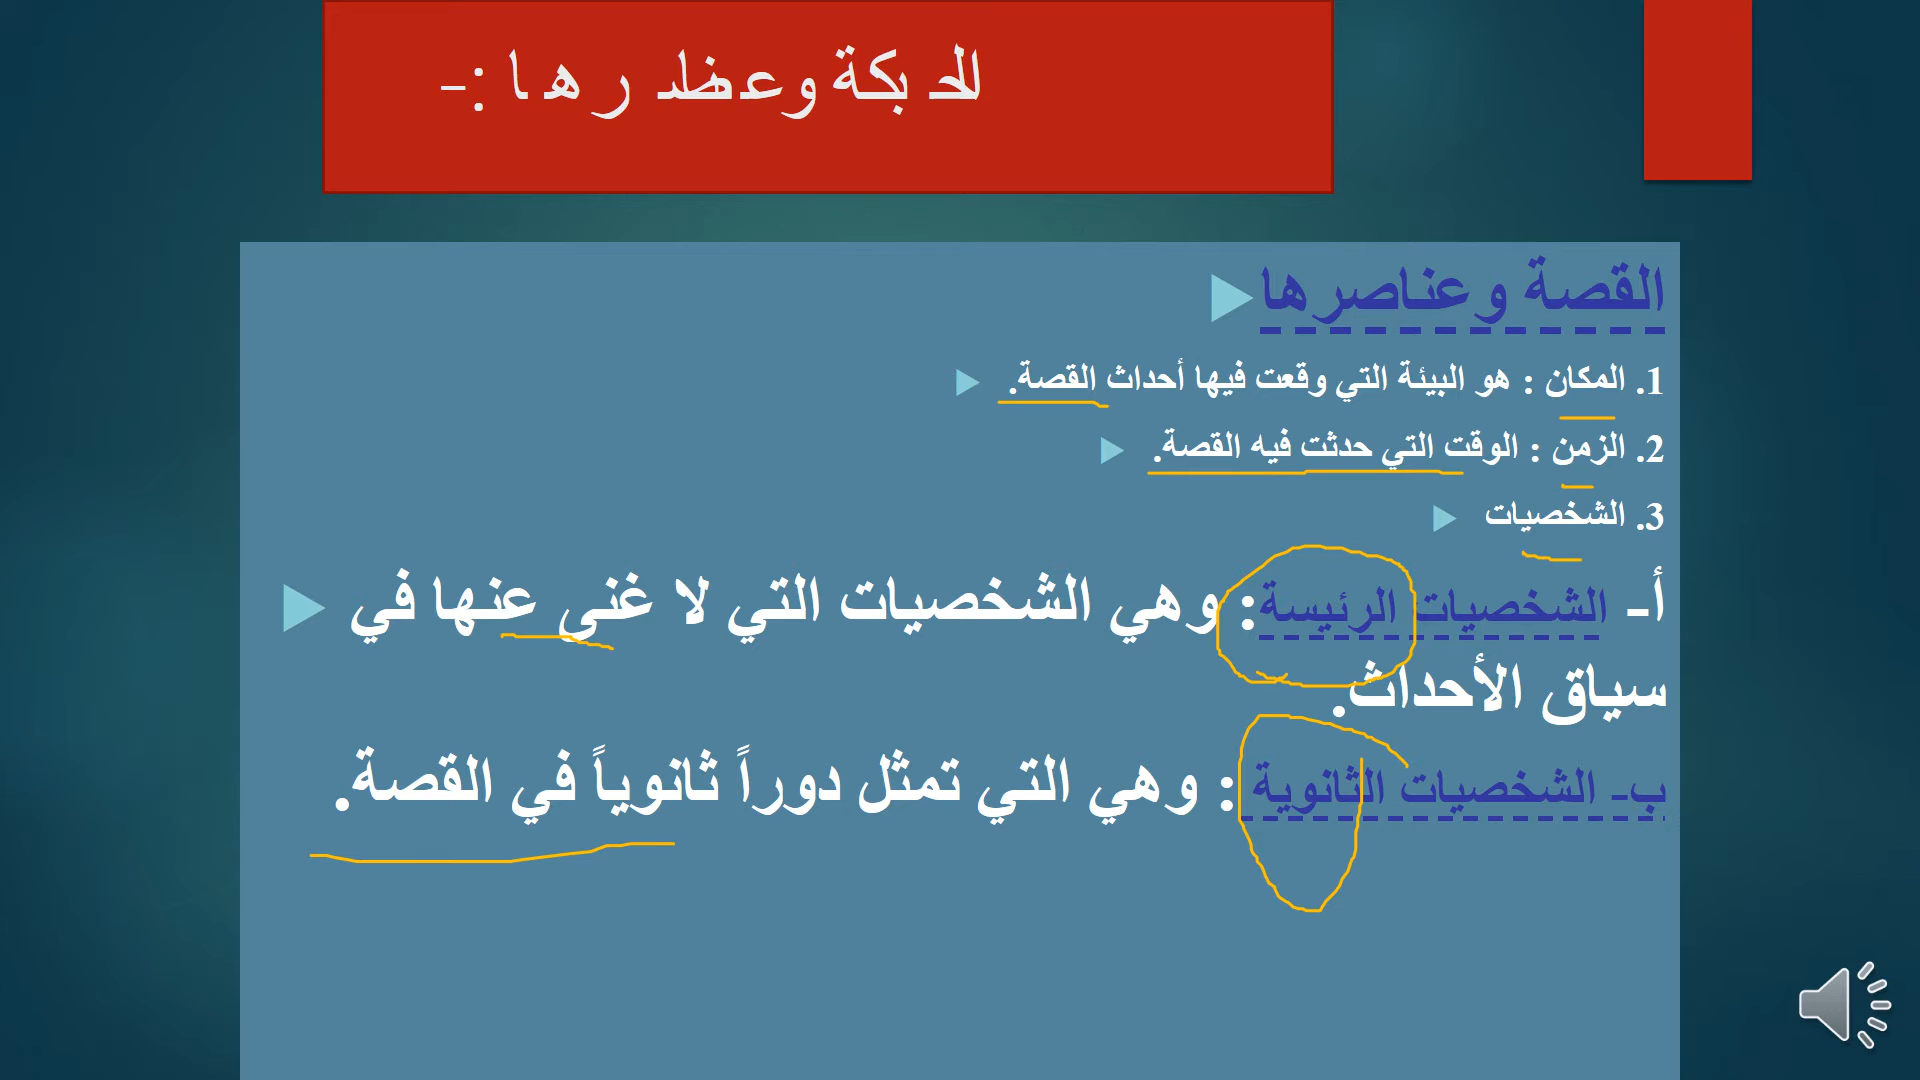 الحبكة وعناصرها :-
القصة وعناصرها
1. المكان : هو البيئة التي وقعت فيها أحداث القصة.
2. الزمن : الوقت التي حدثت فيه القصة.
3. الشخصيات
أ- الشخصيات الرئيسة: وهي الشخصيات التي لا غنى عنها في
سياق الأحداث.
ب- الشخصيات الثانوية : وهي التي تمثل دوراً ثانوياً في القصة.